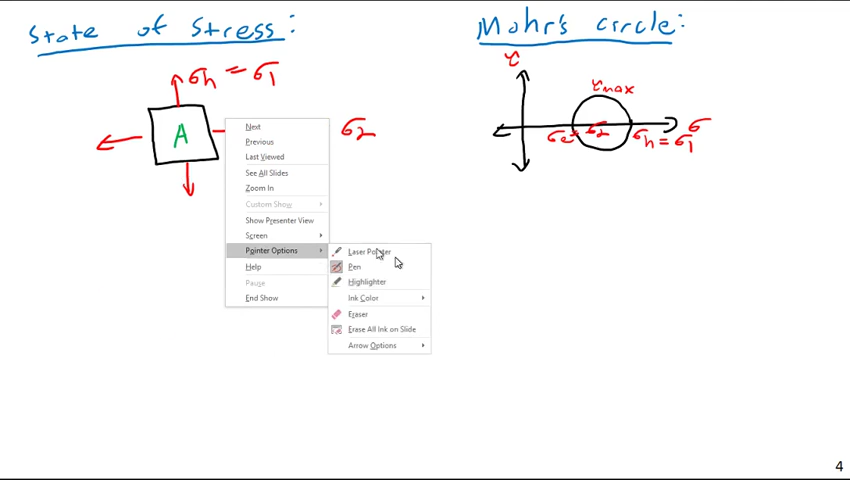 State of Stress:
σh = σ1
A
σ2
Mohr's circle:
τ
τmax
σ
σe = σ2
σh = σ1
Next
Previous
Last Viewed
See All Slides
Zoom In
Custom Show
Show Presenter View
Screen
Pointer Options
Help
Pause
End Show
Laser Pointer
Pen
Highlighter
Ink Color
Eraser
Erase All Ink on Slide
Arrow Options
4